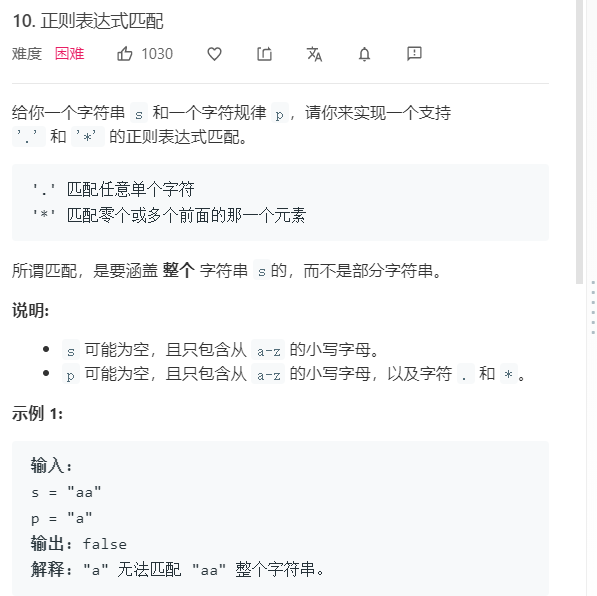 10. 正则表达式匹配
难度 困难 1030
给你一个字符串 s 和一个字符规律 p，请你来实现一个支持
'.' 和 '*' 的正则表达式匹配。
'.' 匹配任意单个字符
'*' 匹配零个或多个前面的那一个元素
所谓匹配，是要涵盖 整个 字符串 s 的，而不是部分字符串。
说明:
s 可能为空，且只包含从 a-z 的小写字母。
p 可能为空，且只包含从 a-z 的小写字母，以及字符 . 和 *。
示例 1:
输入：
s = "aa"
p = "a"
输出：false
解释："a" 无法匹配 "aa" 整个字符串。